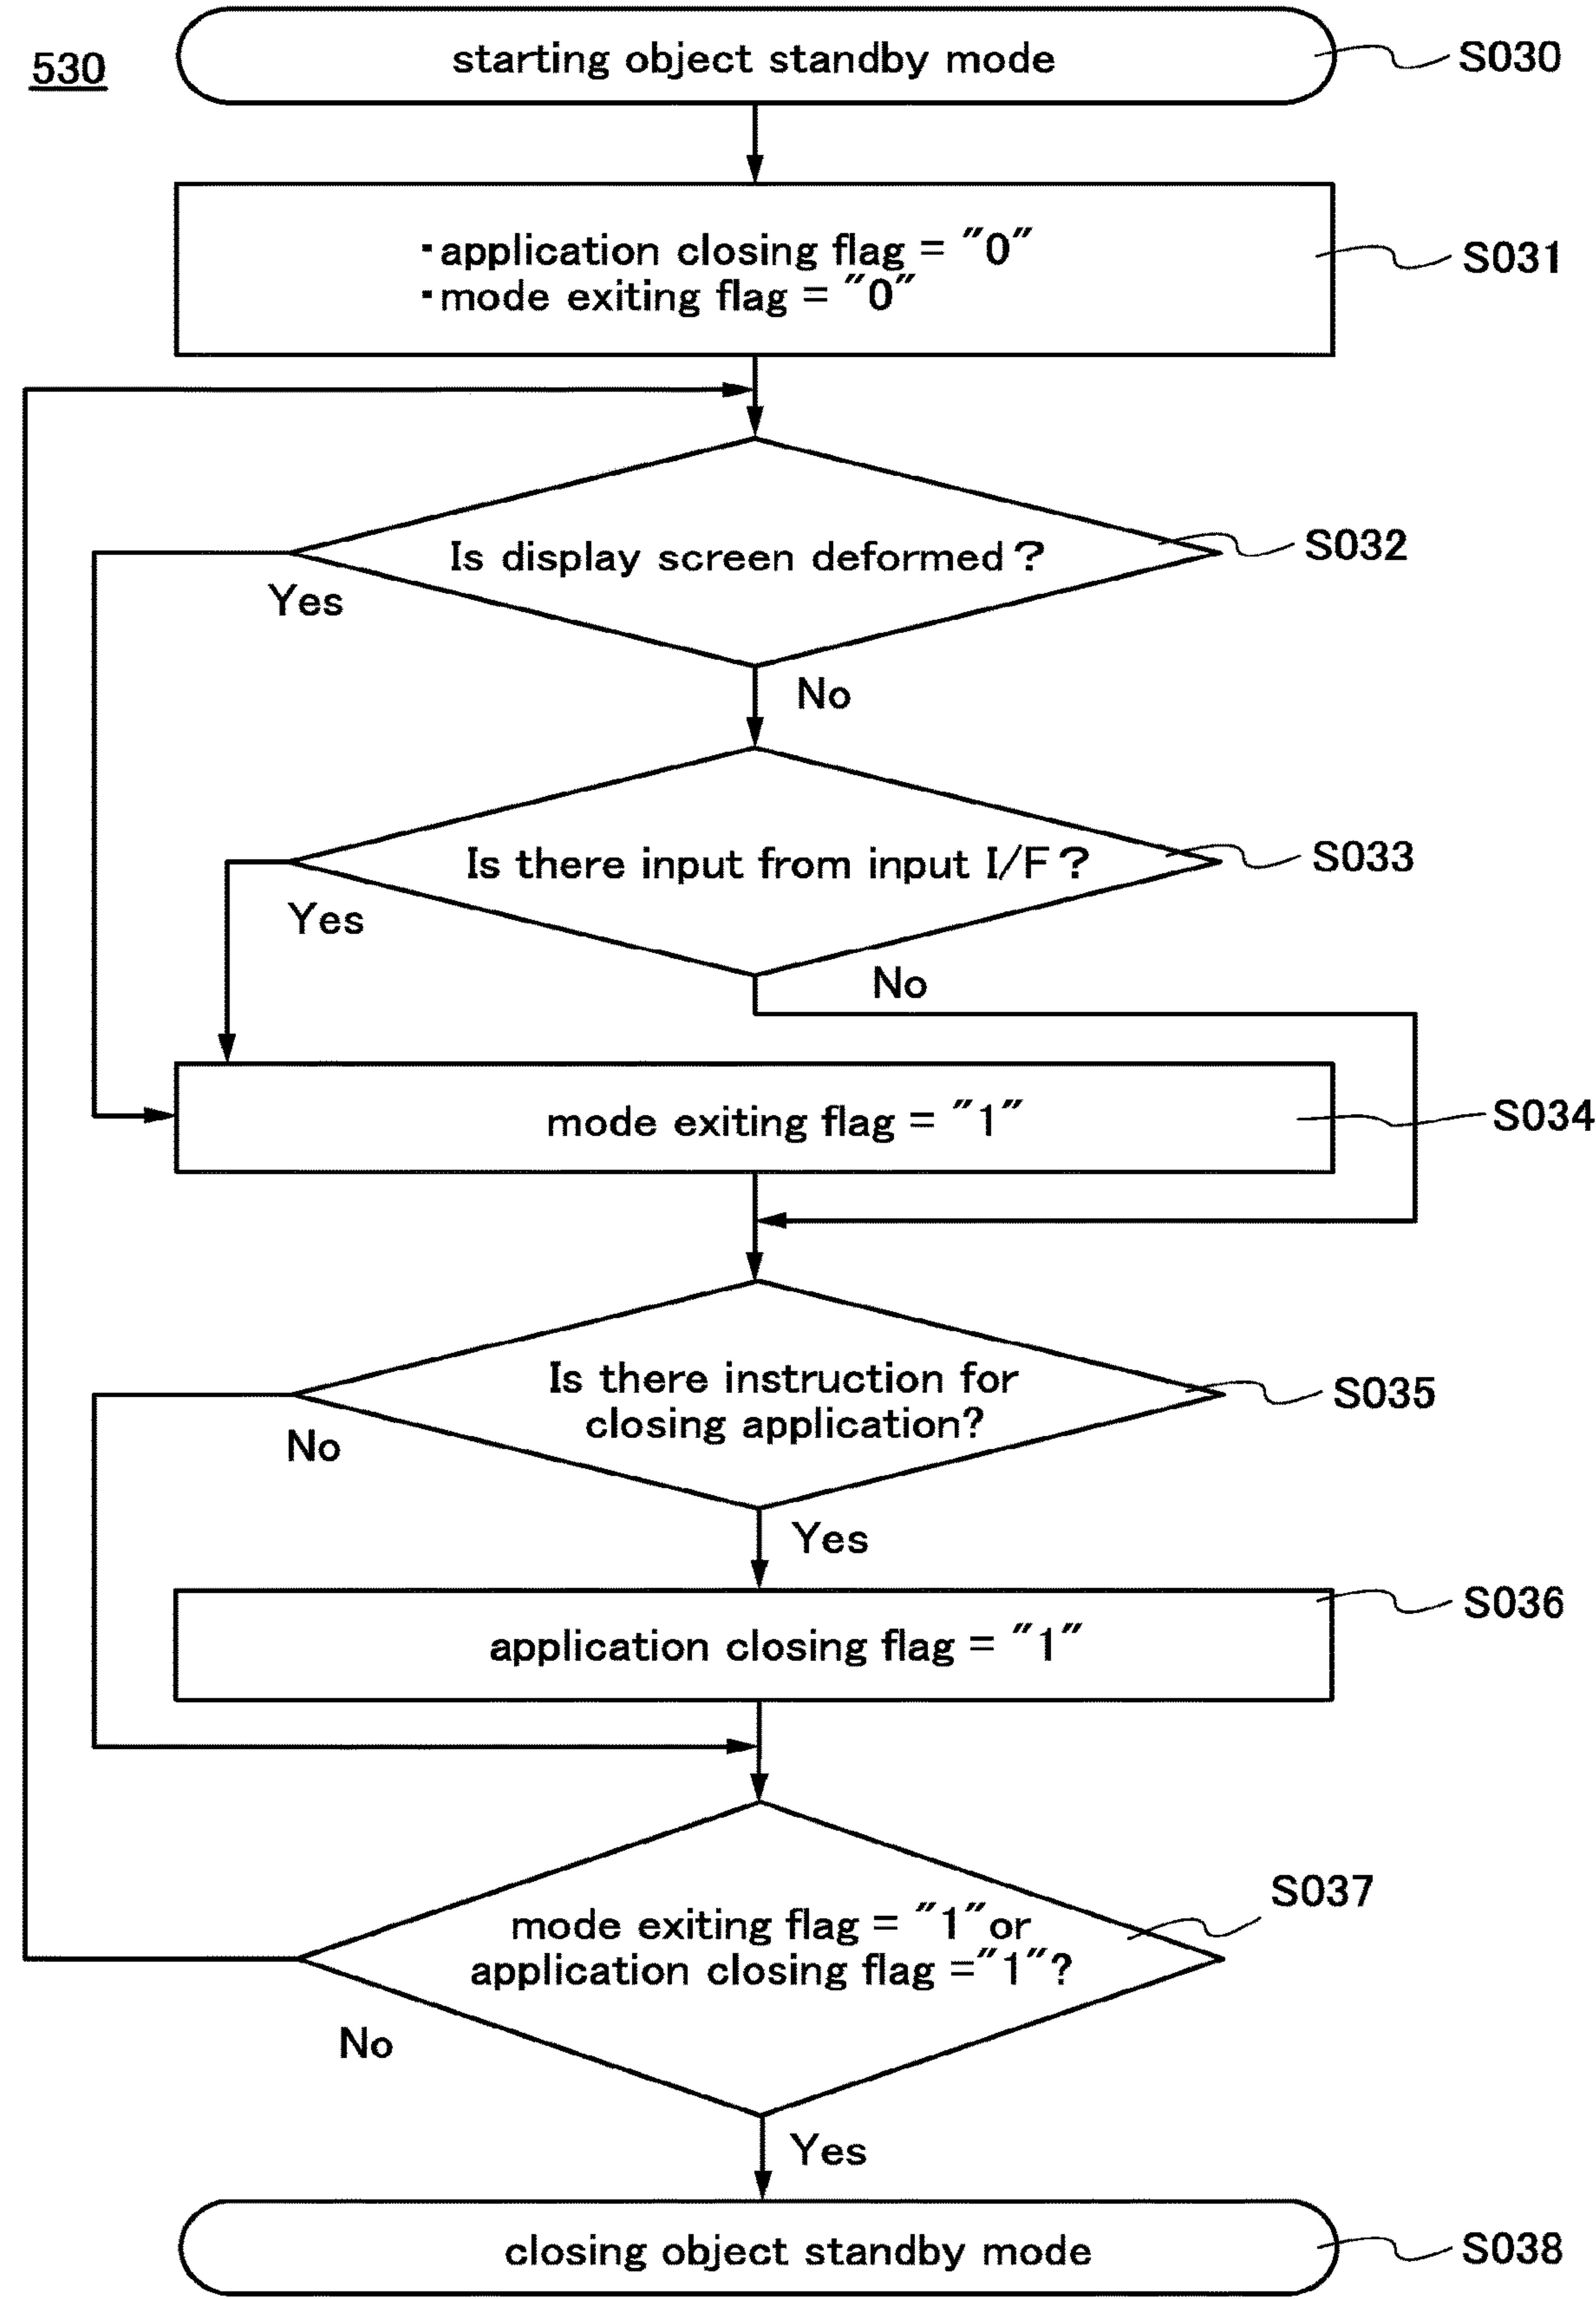 530
starting object standby mode
S030
・application closing flag = "0"
・mode exiting flag = "0"
S031
Is display screen deformed?
S032
Yes
No
Is there input from input I/F?
S033
Yes
No
mode exiting flag = "1"
S034
Is there instruction for
closing application?
S035
No
Yes
application closing flag = "1"
S036
mode exiting flag = "1"or
application closing flag ="1"?
S037
No
Yes
closing object standby mode
S038